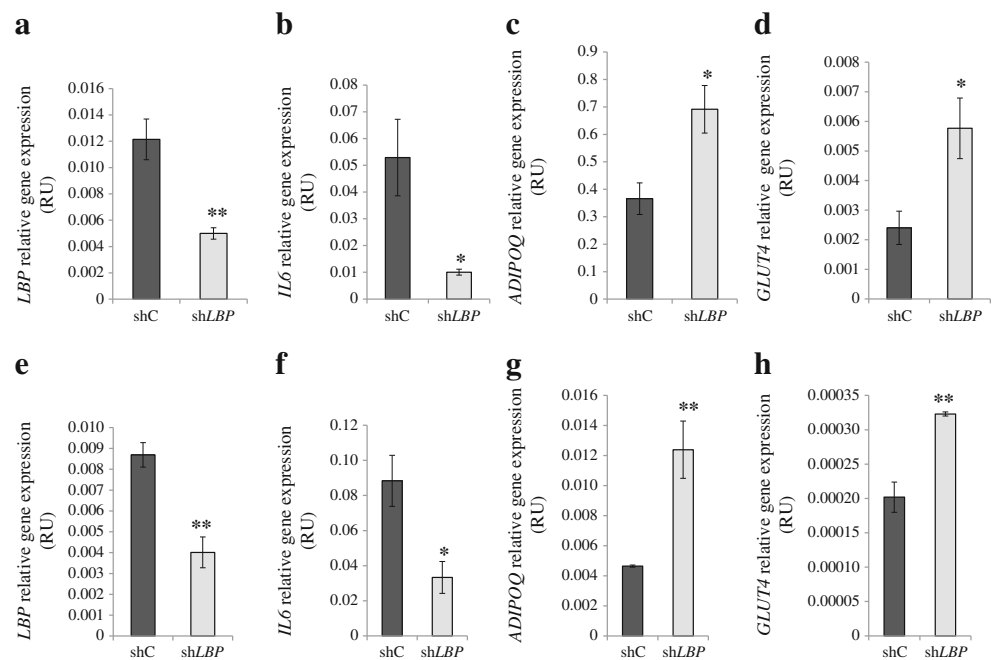 a
LBP relative gene expression
(RU)
0.016
0.014
0.012
0.010
0.008
0.006
0.004
0.002
0
**
shC
shLBP
b
IL6 relative gene expression
(RU)
0.08
0.07
0.06
0.05
0.04
0.03
0.02
0.01
0
*
shC
shLBP
c
ADIPOQ relative gene expression
(RU)
0.9
0.8
0.7
0.6
0.5
0.4
0.3
0.2
0.1
0
*
shC
shLBP
d
GLUT4 relative gene expression
(RU)
0.008
0.007
0.006
0.005
0.004
0.003
0.002
0.001
0
*
shC
shLBP
e
LBP relative gene expression
(RU)
0.010
0.009
0.008
0.007
0.006
0.005
0.004
0.003
0.002
0.001
0
**
shC
shLBP
f
IL6 relative gene expression
(RU)
0.12
0.10
0.08
0.06
0.04
0.02
0
*
shC
shLBP
g
ADIPOQ relative gene expression
(RU)
0.016
0.014
0.012
0.010
0.008
0.006
0.004
0.002
0
**
shC
shLBP
h
GLUT4 relative gene expression
(RU)
0.00035
0.00030
0.00025
0.00020
0.00015
0.00010
0.00005
0
**
shC
shLBP